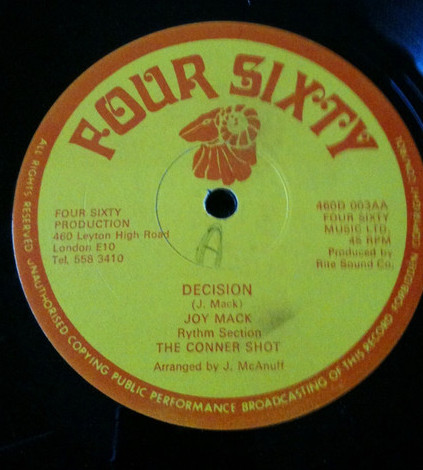 FOUR SIXTY
FOUR SIXTY
PRODUCTION
460 Leyton High Road
London E10
Tel. 558 3410
460D 003AA
FOUR SIXTY
MUSIC LTD.
45 RPM
Produced by
Rite Sound Co.
A
DECISION
(J. Mack)
JOY MACK
Rythm Section
THE CONNER SHOT
Arranged by J. McAnuff
ALL RIGHTS RESERVED UNAUTHORISED COPYING PUBLIC PERFORMANCE BROADCASTING OF THIS RECORD FORBIDDEN COPYRIGHT CONTROL